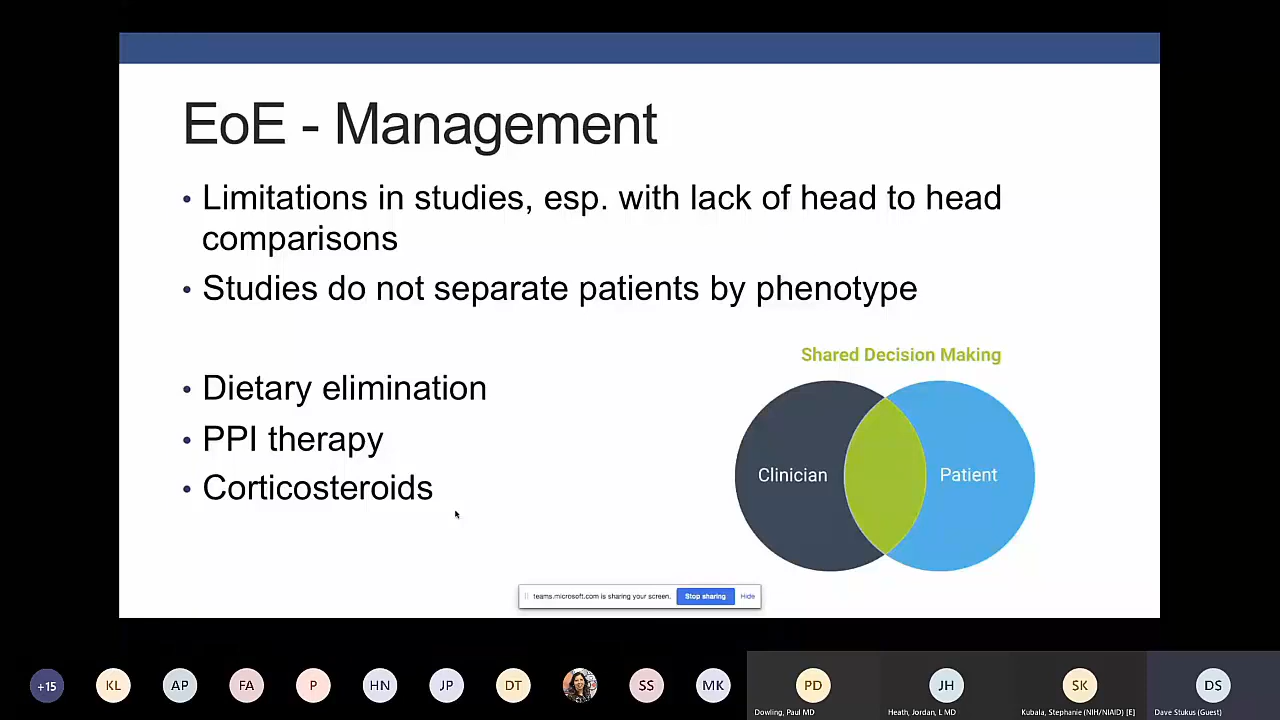 EoE - Management
• Limitations in studies, esp. with lack of head to head
comparisons
• Studies do not separate patients by phenotype
• Dietary elimination
• PPI therapy
• Corticosteroids
Shared Decision Making
Clinician
Patient
teams.microsoft.com is sharing your screen.
Stop sharing
Hide
+15
KL
AP
FA
P
HN
JP
DT
SS
MK
PD
JH
SK
DS
Dowling, Paul MD
Heath, Jordan, L MD
Kubala, Stephanie (NIH/NIAID) [E]
Dave Stukus (Guest)